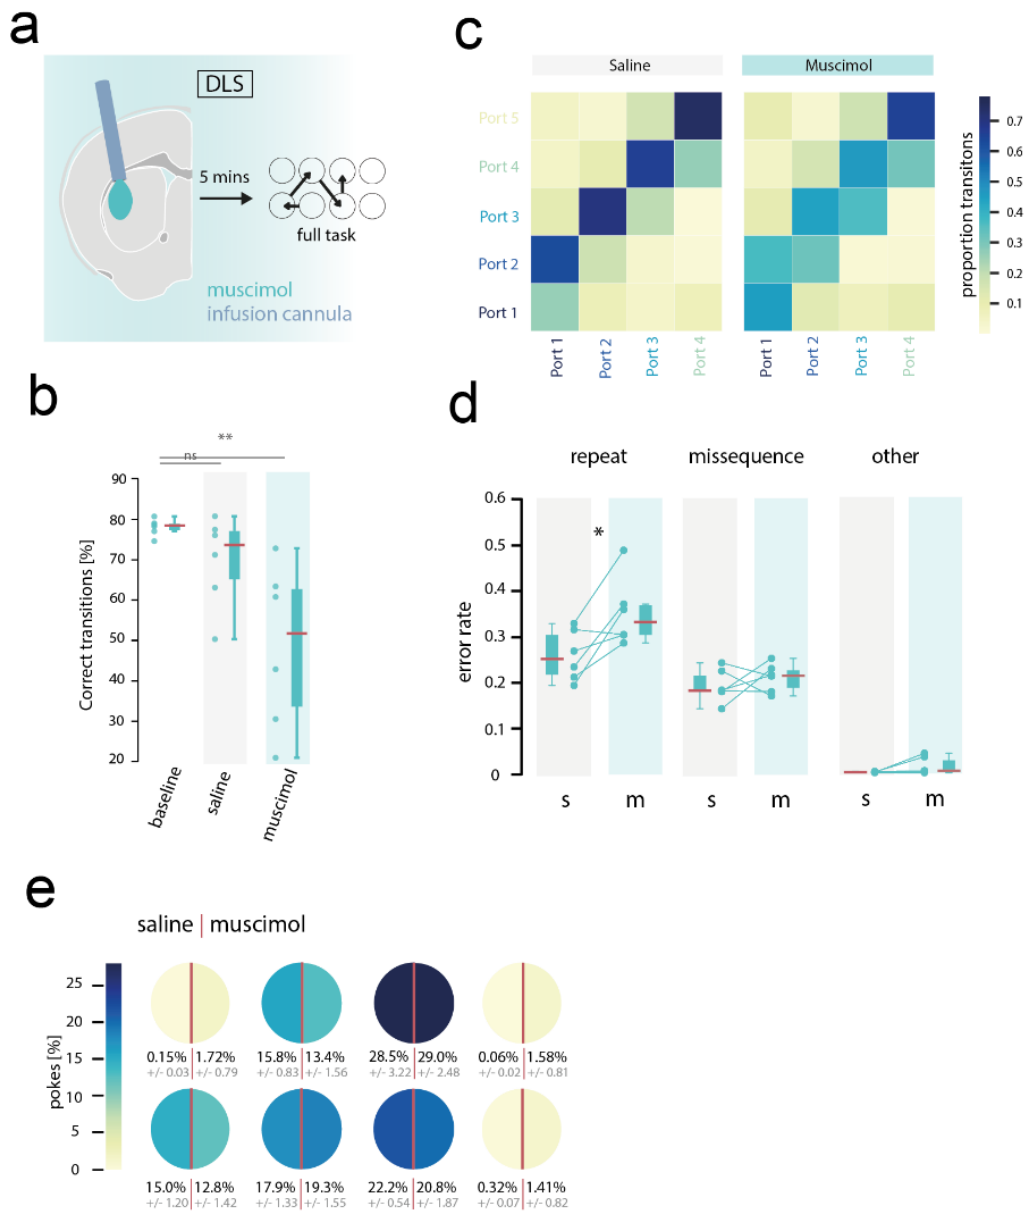 a
DLS
5 mins
full task
muscimol
infusion cannula
c
Saline
Muscimol
Port 5
Port 4
Port 3
Port 2
Port 1
Port 1
Port 2
Port 3
Port 4
Port 1
Port 2
Port 3
Port 4
0.7
0.6
0.5
0.4
0.3
0.2
0.1
proportion transitons
b
**
ns
90
80
70
60
50
40
30
20
Correct transitions [%]
baseline
saline
muscimol
d
repeat
missequence
other
*
0.6
0.5
0.4
0.3
0.2
0.1
0
error rate
s
m
s
m
s
m
e
saline | muscimol
25
20
15
10
5
0
pokes [%]
0.15% 1.72%
+/- 0.03 +/- 0.79
15.8% 13.4%
+/- 0.83 +/- 1.56
28.5% 29.0%
+/- 3.22 +/- 2.48
0.06% 1.58%
+/- 0.02 +/- 0.81
15.0% 12.8%
+/- 1.20 +/- 1.42
17.9% 19.3%
+/- 1.33 +/- 1.55
22.2% 20.8%
+/- 0.54 +/- 1.87
0.32% 1.41%
+/- 0.07 +/- 0.82